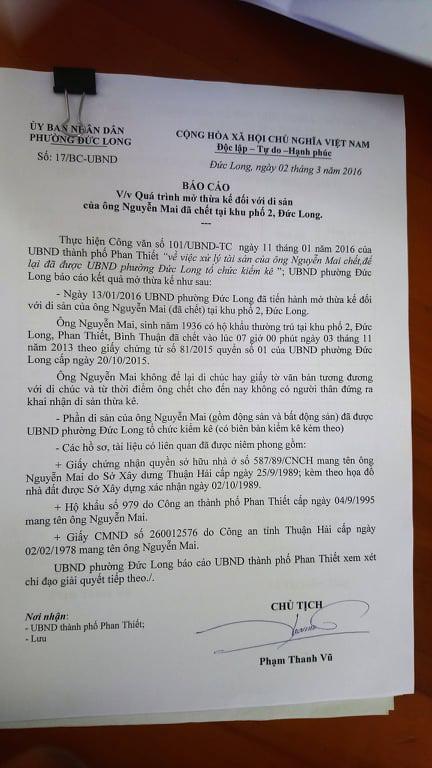 ỦY BAN NHÂN DÂN
PHƯỜNG ĐỨC LONG
Số: 17/BC-UBND
CỘNG HÒA XÃ HỘI CHỦ NGHĨA VIỆT NAM
Độc lập – Tự do –Hạnh phúc
Đức Long, ngày 02 tháng 3 năm 2016
BÁO CÁO
V/v Quá trình mở thừa kế đối với di sản
của ông Nguyễn Mai đã chết tại khu phố 2, Đức Long.
---
Thực hiện Công văn số 101/UBND-TC ngày 11 tháng 01 năm 2016 của
UBND thành phố Phan Thiết "về việc xử lý tài sản của ông Nguyễn Mai chết,để
lại đã được UBND phường Đức Long tổ chức kiểm kê "; UBND phường Đức
Long báo cáo kết quả mở thừa kế như sau:
- Ngày 13/01/2016 UBND phường Đức Long đã tiến hành mở thừa kế đối
với di sản của ông Nguyễn Mai (đã chết) tại khu phố 2, Đức Long.
Ông Nguyễn Mai, sinh năm 1936 có hộ khẩu thường trú tại khu phố 2, Đức
Long, Phan Thiết, Bình Thuận đã chết vào lúc 07 giờ 00 phút ngày 03 tháng 11
năm 2013 theo giấy chứng tử số 81/2015 quyển số 01 của UBND phường Đức
Long cấp ngày 20/10/2015.
Ông Nguyễn Mai không để lại di chúc hay giấy tờ văn bản tương đương
với di chúc và từ thời điểm ông chết cho đến nay không có người thân đứng ra
khai nhận di sản thừa kê.
- Phần di sản của ông Nguyễn Mai (gồm động sản và bất động sản) đã được
UBND phường Đức Long tổ chức kiểm kê (có biên bản kiểm kê kèm theo)
- Các hồ sơ, tài liệu có liên quan đã được niêm phong gồm:
+ Giấy chứng nhận quyền sở hữu nhà ở số 587/89/CNCH mang tên ông
Nguyễn Mai do Sở Xây dưng Thuận Hải cấp ngày 25/9/1989; kèm theo họa đồ
nhà đất được Sở Xây dựng xác nhận ngày 02/10/1989.
+ Hộ khẩu số 979 do Công an thành phố Phan Thiết cấp ngày 04/9/1995
mang tên ông Nguyễn Mai.
+ Giấy CMND số 260012576 do Công an tỉnh Thuận Hải cấp ngày
02/02/1978 mang tên ông Nguyễn Mai.
UBND phường Đức Long báo cáo UBND thành phố Phan Thiết xem xét
chỉ đạo giải quyết tiếp theo./.
Nơi nhận:
- UBND thành phố Phan Thiết;
- Lưu
CHỦ TỊCH
Phạm Thanh Vũ